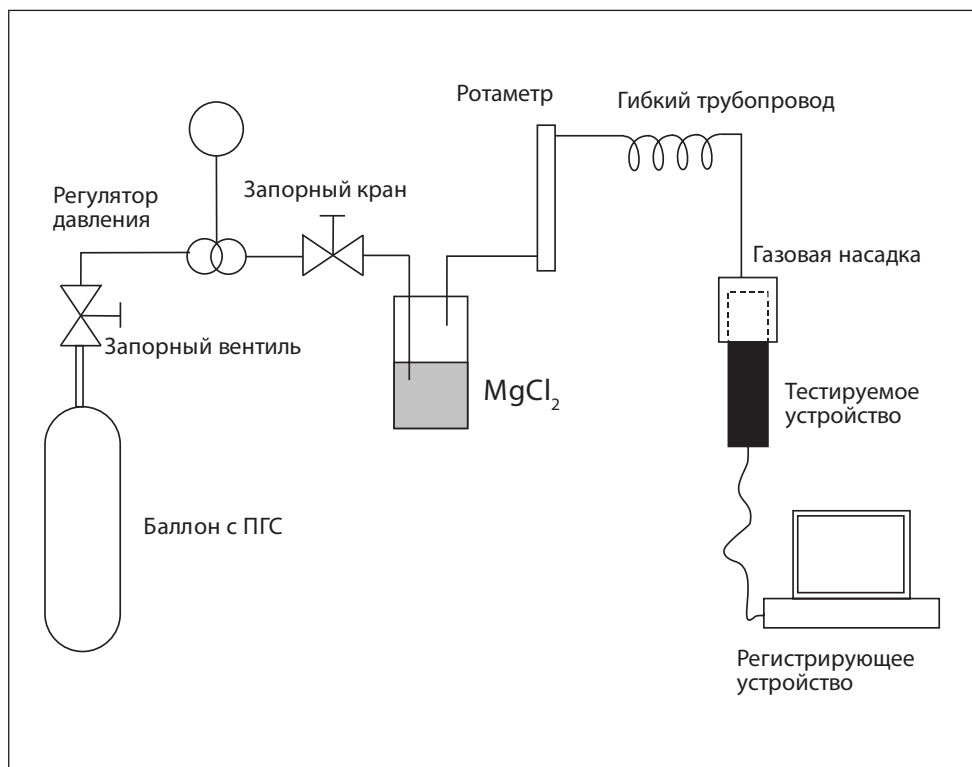 Ротаметр
Гибкий трубопровод
Регулятор
давления
Запорный кран
Газовая насадка
Запорный вентиль
MgCl₂
Тестируемое
устройство
Баллон с ПГС
Регистрирующее
устройство